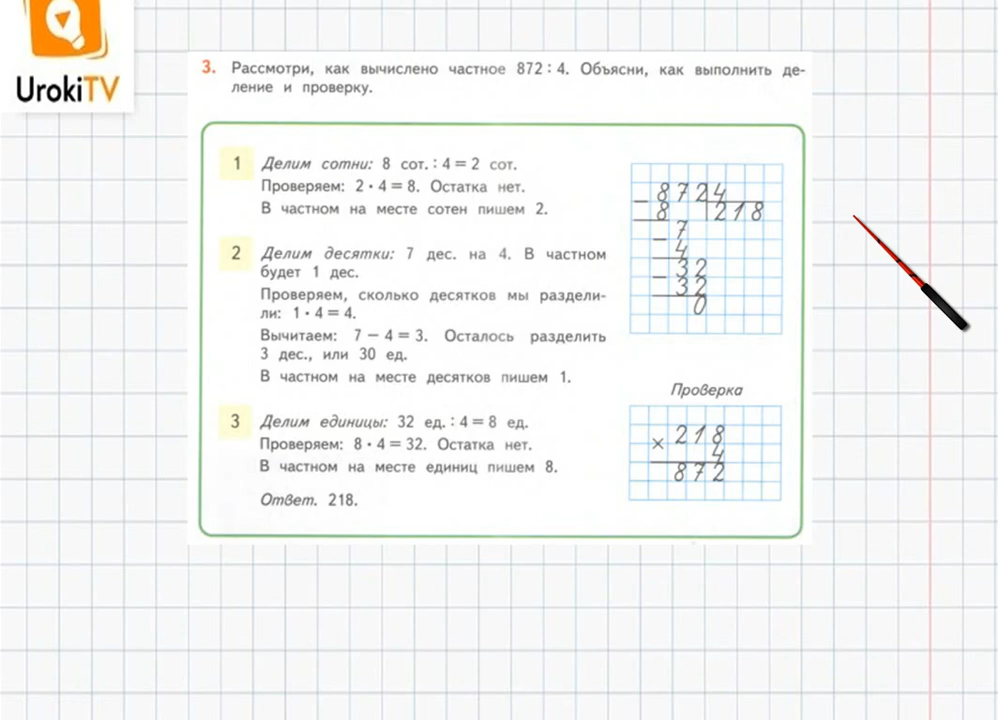 UrokiTV
3. Рассмотри, как вычислено частное 872 : 4. Объясни, как выполнить де-
ление и проверку.
1 Делим сотни: 8 сот. : 4 = 2 сот.
Проверяем: 2 · 4 = 8. Остатка нет.
В частном на месте сотен пишем 2.
2 Делим десятки: 7 дес. на 4. В частном
будет 1 дес.
Проверяем, сколько десятков мы раздели-
ли: 1 · 4 = 4.
Вычитаем: 7 − 4 = 3. Осталось разделить
3 дес., или 30 ед.
В частном на месте десятков пишем 1.
3 Делим единицы: 32 ед. : 4 = 8 ед.
Проверяем: 8 · 4 = 32. Остатка нет.
В частном на месте единиц пишем 8.
Ответ. 218.
− 872 4
8 218
− 7
4
− 32
32
0
Проверка
× 218
4
872